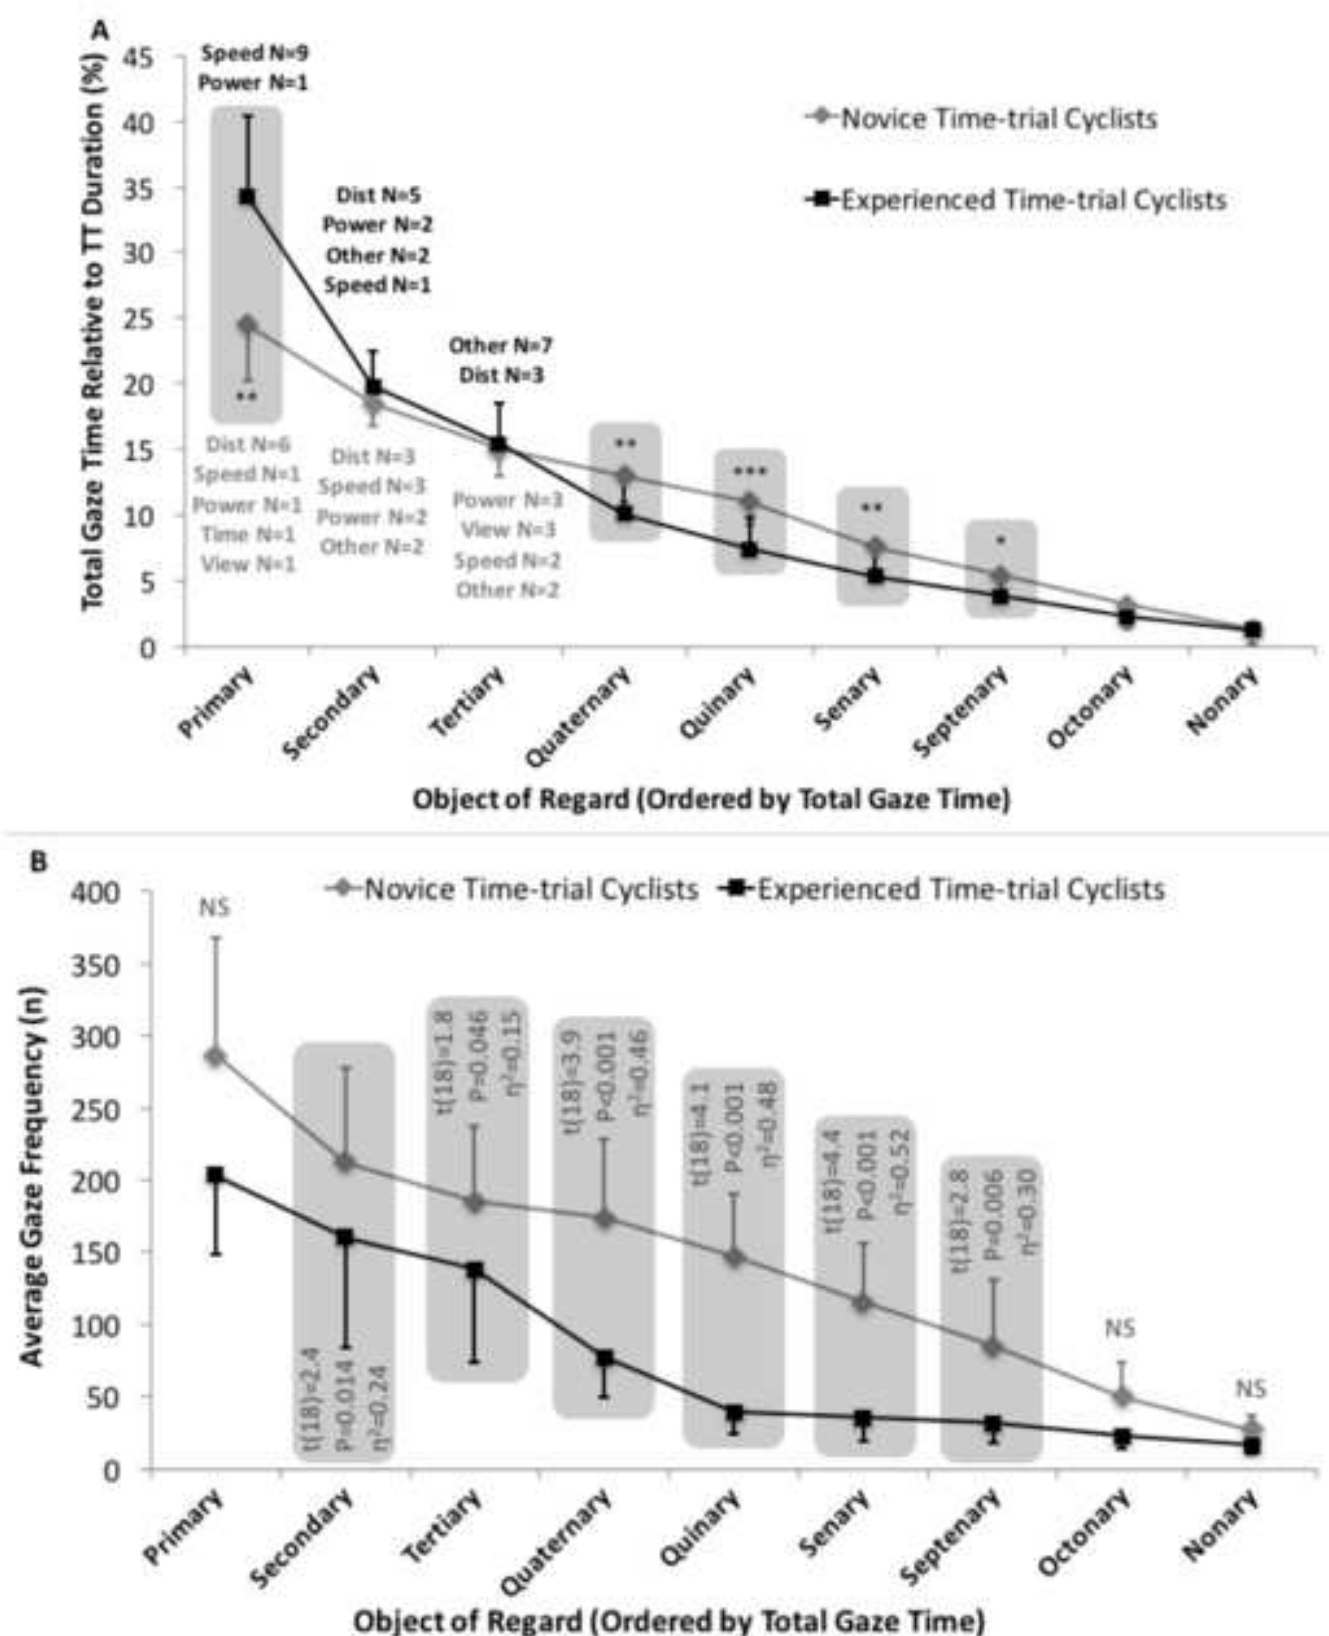 A
Total Gaze Time Relative to TT Duration (%)
45
40
35
30
25
20
15
10
5
0
Speed N=9
Power N=1
Dist N=5
Power N=2
Other N=2
Speed N=1
Other N=7
Dist N=3
Novice Time-trial Cyclists
Experienced Time-trial Cyclists
**
**
***
**
*
Dist N=6
Speed N=1
Power N=1
Time N=1
View N=1
Dist N=3
Speed N=3
Power N=2
Other N=2
Power N=3
View N=3
Speed N=2
Other N=2
Primary
Secondary
Tertiary
Quaternary
Quinary
Senary
Septenary
Octonary
Nonary
Object of Regard (Ordered by Total Gaze Time)
B
Average Gaze Frequency (n)
400
350
300
250
200
150
100
50
0
Novice Time-trial Cyclists
Experienced Time-trial Cyclists
NS
t(18)=2.4
P=0.014
η²=0.24
t(18)=1.8
P=0.046
η²=0.15
t(18)=3.9
P<0.001
η²=0.46
t(18)=4.1
P<0.001
η²=0.48
t(18)=4.4
P<0.001
η²=0.52
t(18)=2.8
P=0.006
η²=0.30
NS
NS
Primary
Secondary
Tertiary
Quaternary
Quinary
Senary
Septenary
Octonary
Nonary
Object of Regard (Ordered by Total Gaze Time)